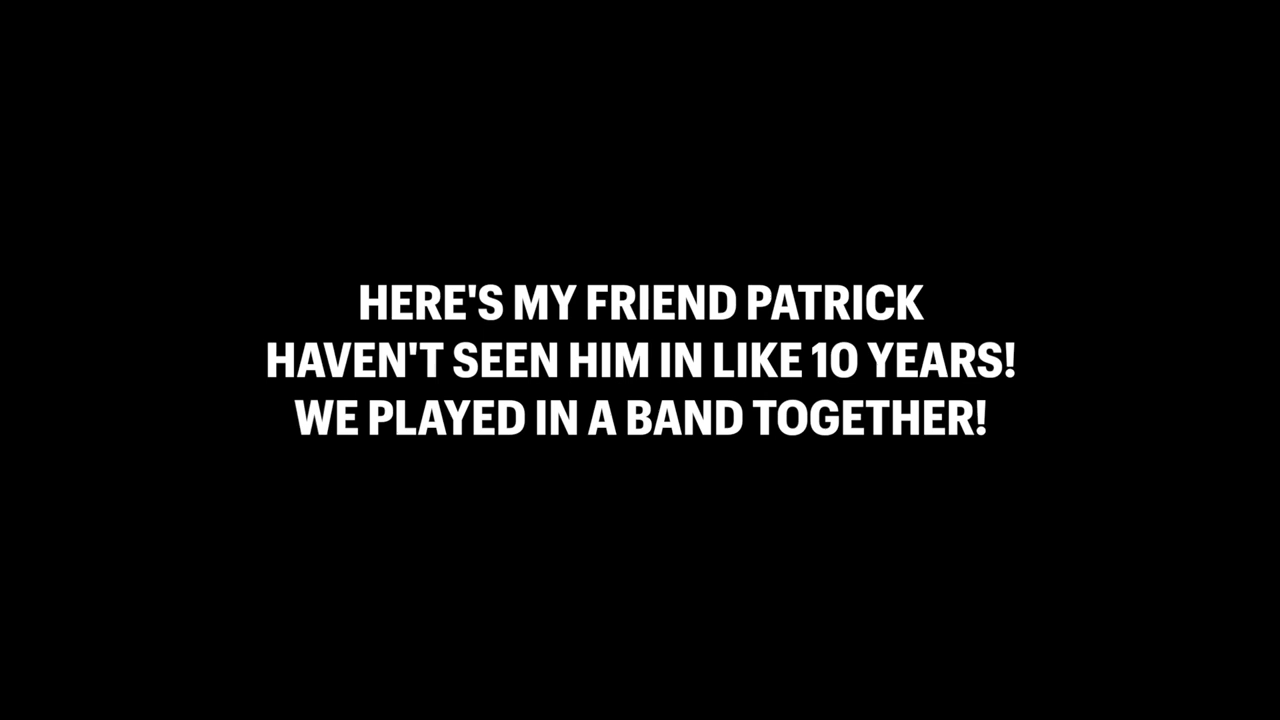 HERE'S MY FRIEND PATRICK
HAVEN'T SEEN HIM IN LIKE 10 YEARS!
WE PLAYED IN A BAND TOGETHER!